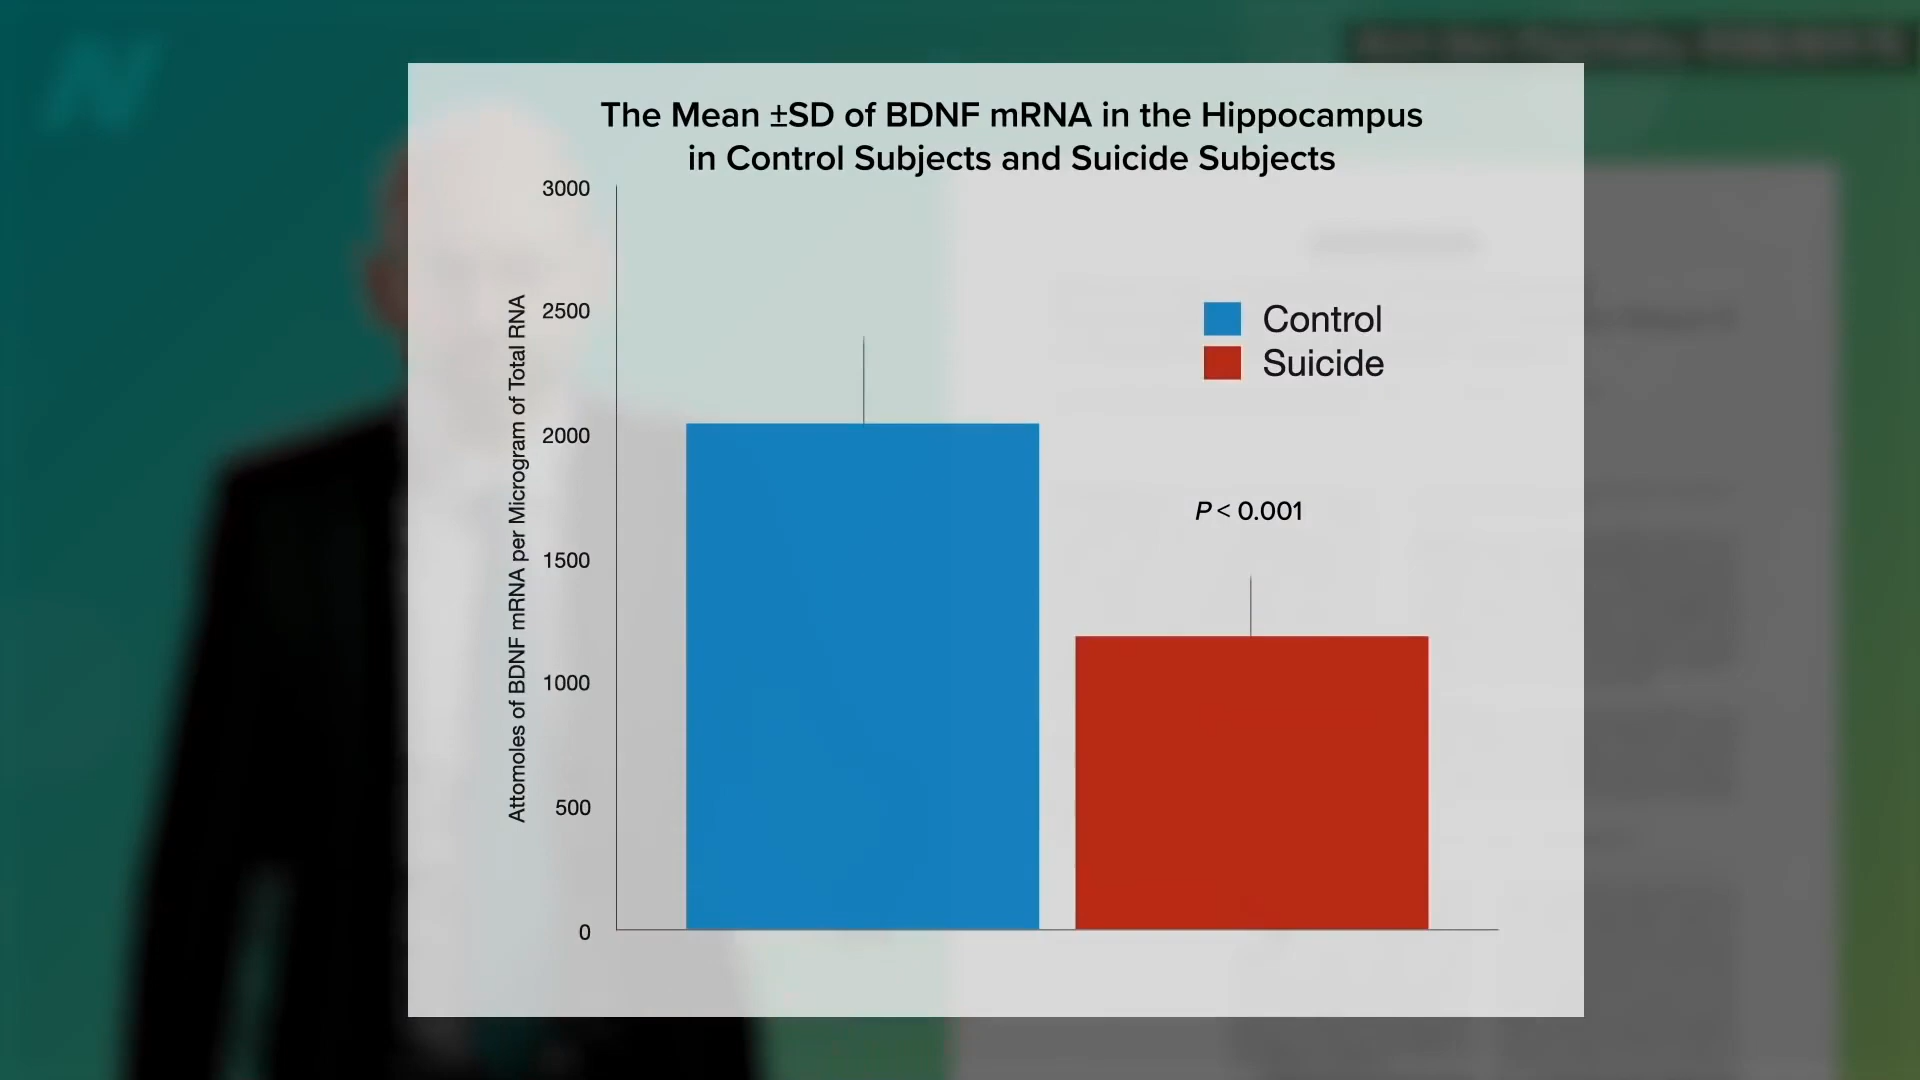 The Mean ±SD of BDNF mRNA in the Hippocampus
in Control Subjects and Suicide Subjects
3000
2500
2000
1500
1000
500
0
Attomoles of BDNF mRNA per Microgram of Total RNA
Control
Suicide
P < 0.001